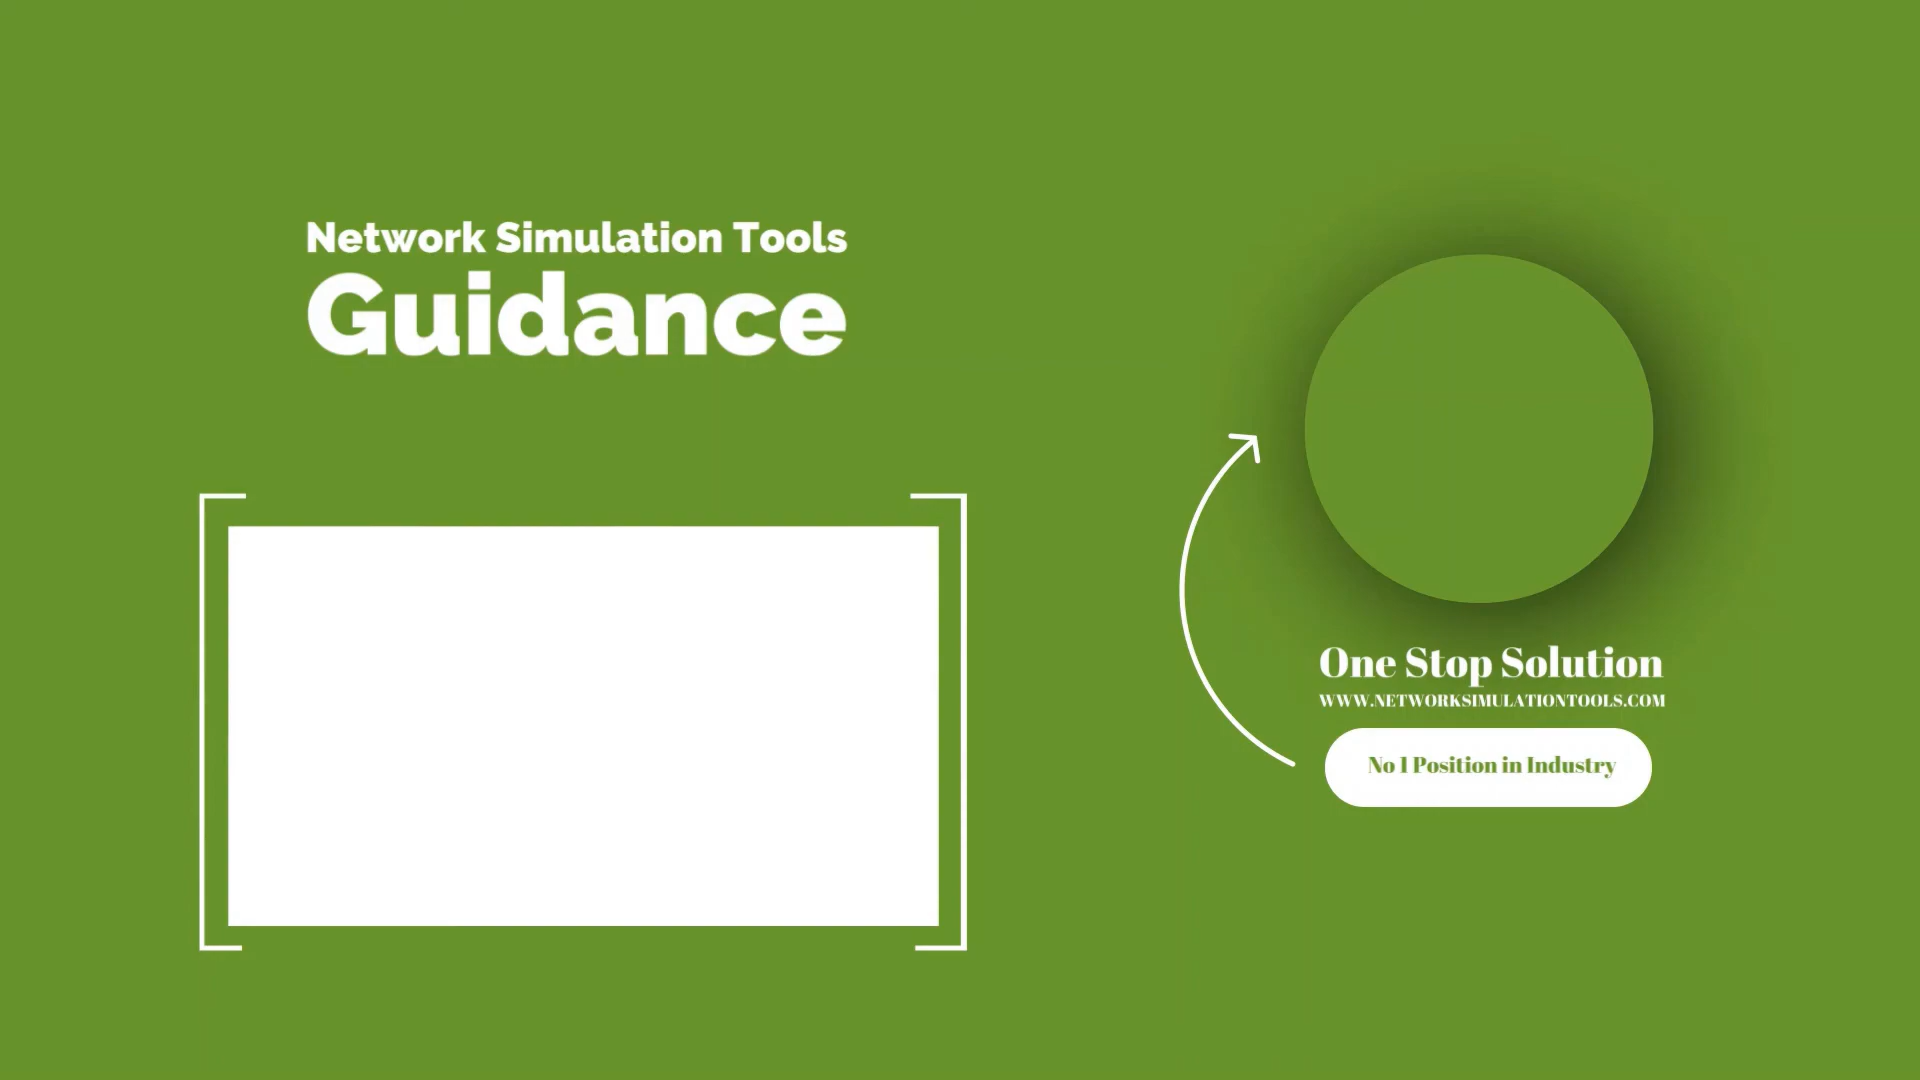 Network Simulation Tools
Guidance
One Stop Solution
WWW.NETWORKSIMULATIONTOOLS.COM
No 1 Position in Industry